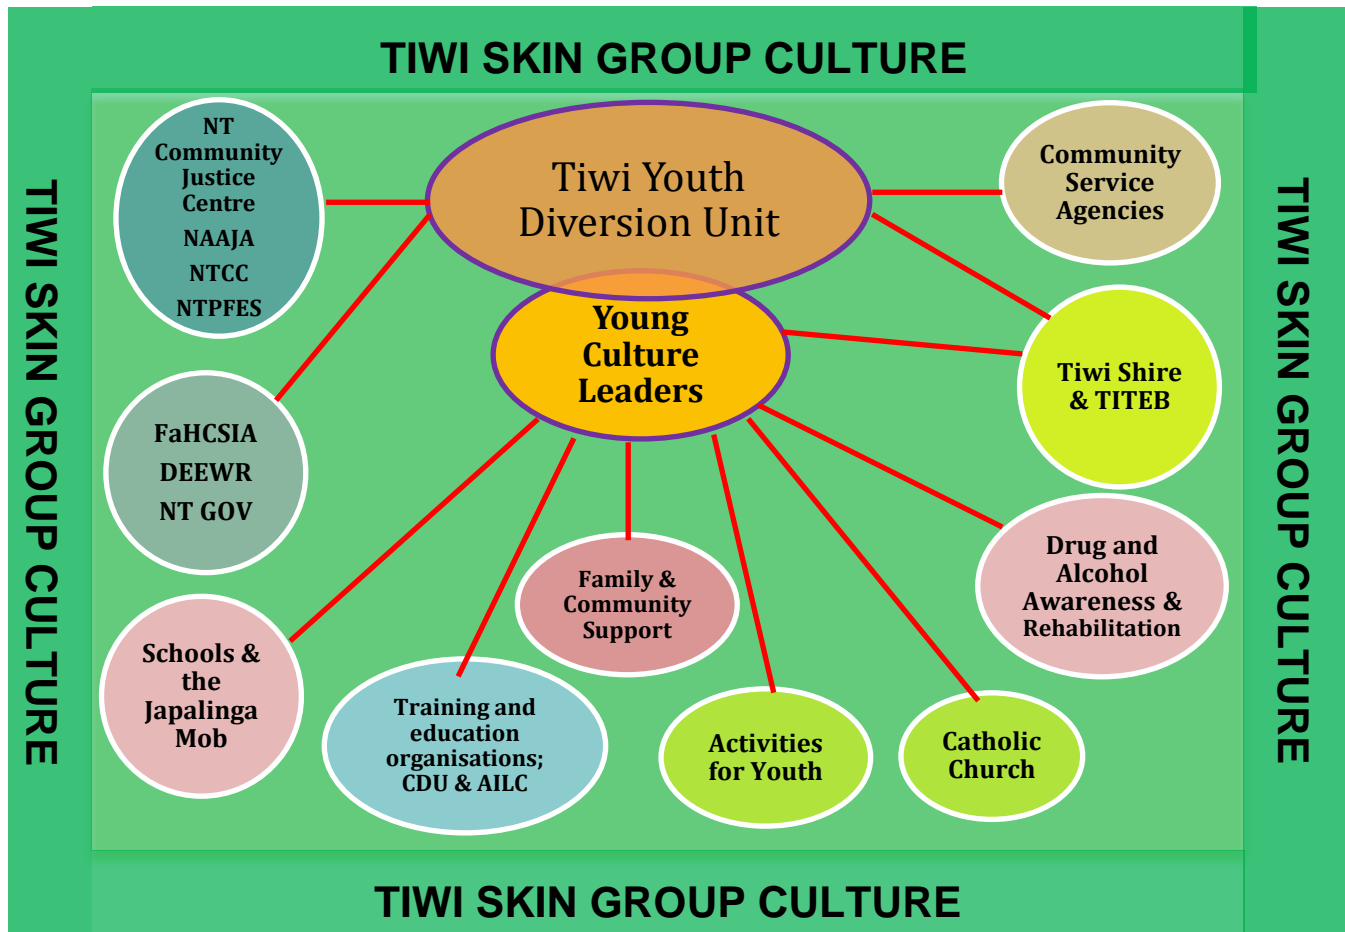 TIWI SKIN GROUP CULTURE
TIWI SKIN GROUP CULTURE
TIWI SKIN GROUP CULTURE
NT
Community
Justice
Centre
NAAJA
NTCC
NTPFES
Tiwi Youth
Diversion Unit
Community
Service
Agencies
Young
Culture
Leaders
Tiwi Shire
& TITEB
FaHCSIA
DEEWR
NT GOV
Drug and
Alcohol
Awareness &
Rehabilitation
Family &
Community
Support
Schools &
the
Japalinga
Mob
Training and
education
organisations;
CDU & AILC
Activities
for Youth
Catholic
Church
TIWI SKIN GROUP CULTURE